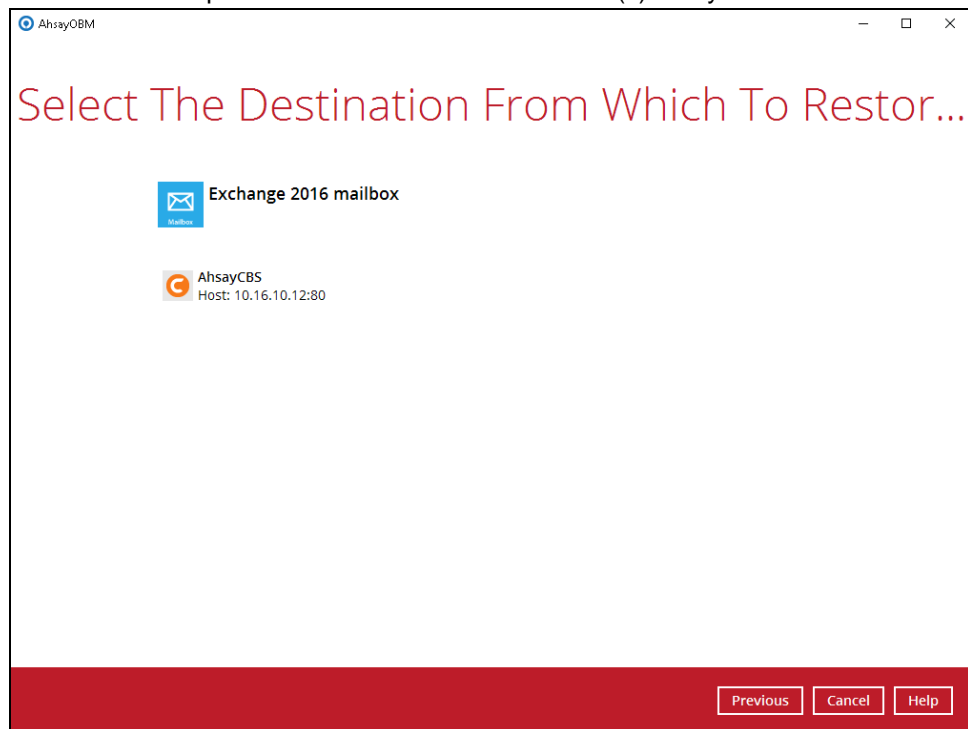 AhsayOBM
Select The Destination From Which To Restor...
Exchange 2016 mailbox
Mailbox
AhsayCBS
Host: 10.16.10.12:80
Previous Cancel Help